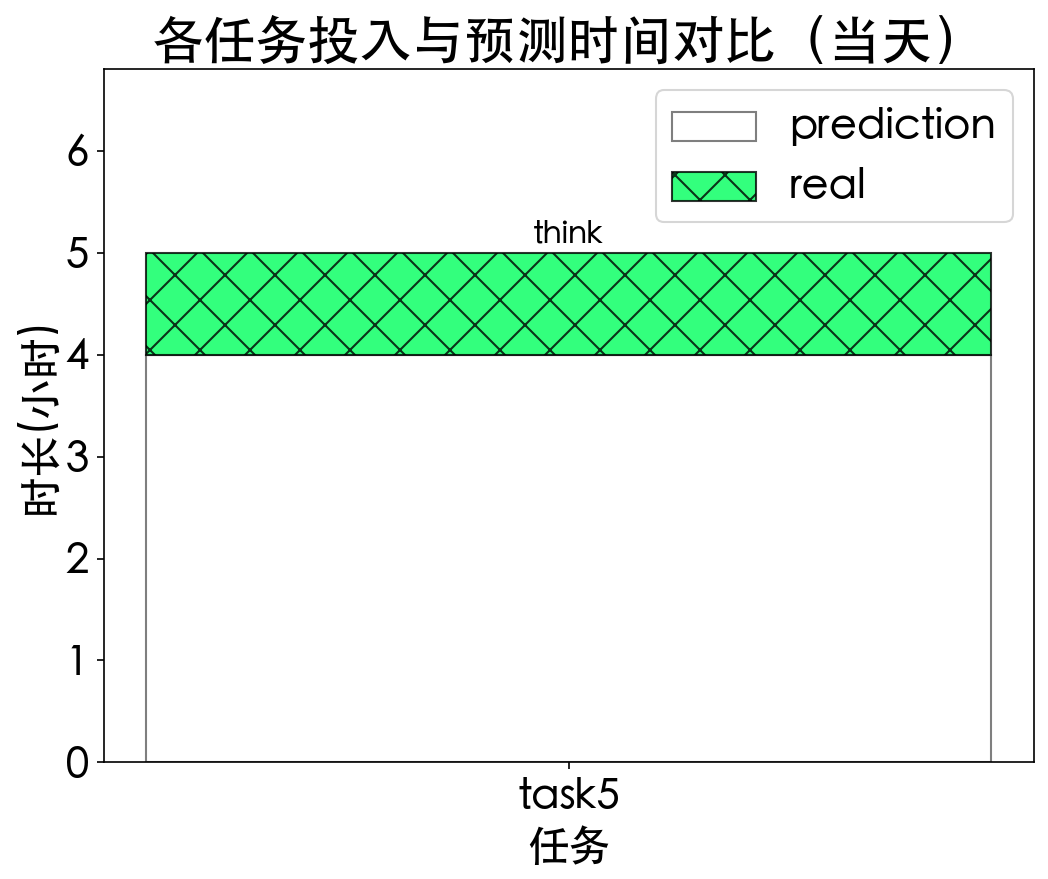 各任务投入与预测时间对比（当天）
prediction
real
think
6
5
4
3
2
1
0
时长(小时)
task5
任务